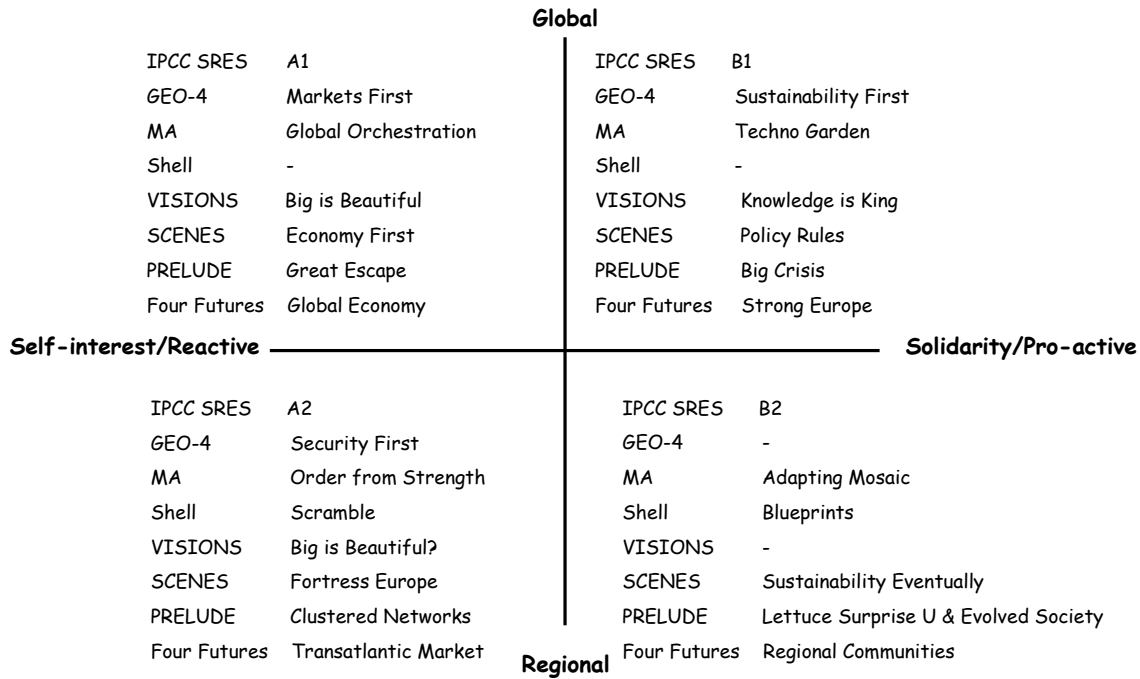 Global
IPCC SRES A1
GEO-4 Markets First
MA Global Orchestration
Shell -
VISIONS Big is Beautiful
SCENES Economy First
PRELUDE Great Escape
Four Futures Global Economy
IPCC SRES B1
GEO-4 Sustainability First
MA Techno Garden
Shell -
VISIONS Knowledge is King
SCENES Policy Rules
PRELUDE Big Crisis
Four Futures Strong Europe
Self-interest/Reactive
Solidarity/Pro-active
IPCC SRES A2
GEO-4 Security First
MA Order from Strength
Shell Scramble
VISIONS Big is Beautiful?
SCENES Fortress Europe
PRELUDE Clustered Networks
Four Futures Transatlantic Market
IPCC SRES B2
GEO-4 -
MA Adapting Mosaic
Shell Blueprints
VISIONS -
SCENES Sustainability Eventually
PRELUDE Lettuce Surprise U & Evolved Society
Four Futures Regional Communities
Regional